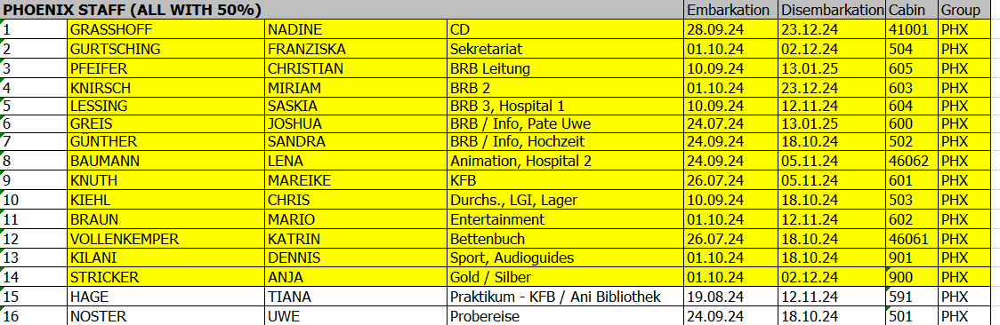 PHOENIX STAFF (ALL WITH 50%) Embarkation Disembarkation Cabin Group
1 GRASSHOFF NADINE CD 28.09.24 23.12.24 41001 PHX
2 GURTSCHING FRANZISKA Sekretariat 01.10.24 02.12.24 504 PHX
3 PFEIFER CHRISTIAN BRB Leitung 10.09.24 13.01.25 605 PHX
4 KNIRSCH MIRIAM BRB 2 01.10.24 23.12.24 603 PHX
5 LESSING SASKIA BRB 3, Hospital 1 10.09.24 12.11.24 604 PHX
6 GREIS JOSHUA BRB / Info, Pate Uwe 24.07.24 13.01.25 600 PHX
7 GÜNTHER SANDRA BRB / Info, Hochzeit 24.09.24 18.10.24 502 PHX
8 BAUMANN LENA Animation, Hospital 2 24.09.24 05.11.24 46062 PHX
9 KNUTH MAREIKE KFB 26.07.24 05.11.24 601 PHX
10 KIEHL CHRIS Durchs., LGI, Lager 10.09.24 18.10.24 503 PHX
11 BRAUN MARIO Entertainment 01.10.24 12.11.24 602 PHX
12 VOLLENKEMPER KATRIN Bettenbuch 26.07.24 18.10.24 46061 PHX
13 KILANI DENNIS Sport, Audioguides 01.10.24 18.10.24 901 PHX
14 STRICKER ANJA Gold / Silber 01.10.24 02.12.24 900 PHX
15 HAGE TIANA Praktikum - KFB / Ani Bibliothek 19.08.24 12.11.24 591 PHX
16 NOSTER UWE Probereise 24.09.24 18.10.24 501 PHX